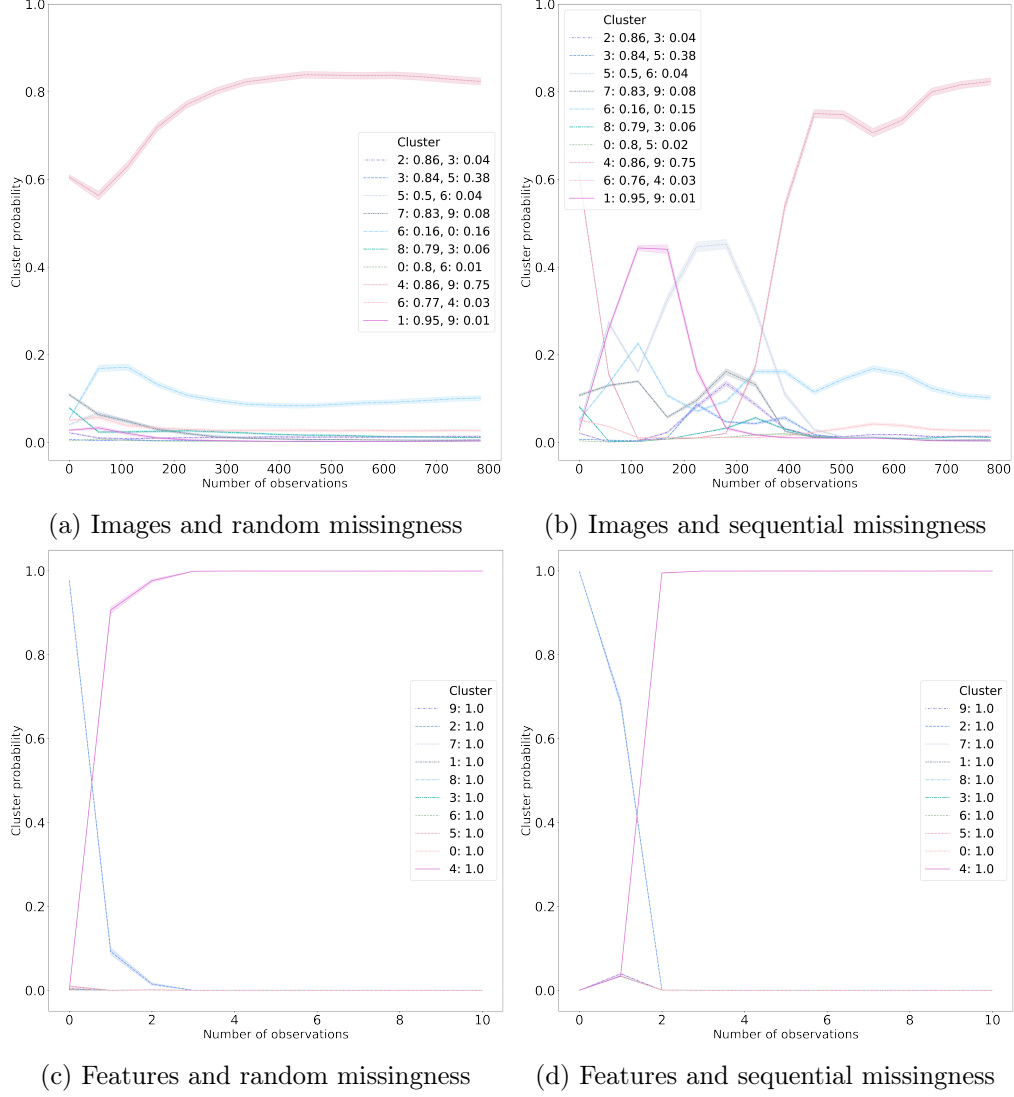 1.0
0.8
0.6
0.4
0.2
0.0
Cluster probability
Cluster
2: 0.86, 3: 0.04
3: 0.84, 5: 0.38
5: 0.5, 6: 0.04
7: 0.83, 9: 0.08
6: 0.16, 0: 0.16
8: 0.79, 3: 0.06
0: 0.8, 6: 0.01
4: 0.86, 9: 0.75
6: 0.77, 4: 0.03
1: 0.95, 9: 0.01
0 100 200 300 400 500 600 700 800
Number of observations
(a) Images and random missingness
1.0
0.8
0.6
0.4
0.2
0.0
Cluster probability
Cluster
2: 0.86, 3: 0.04
3: 0.84, 5: 0.38
5: 0.5, 6: 0.04
7: 0.83, 9: 0.08
6: 0.16, 0: 0.15
8: 0.79, 3: 0.06
0: 0.8, 5: 0.02
4: 0.86, 9: 0.75
6: 0.76, 4: 0.03
1: 0.95, 9: 0.01
0 100 200 300 400 500 600 700 800
Number of observations
(b) Images and sequential missingness
1.0
0.8
0.6
0.4
0.2
0.0
Cluster probability
Cluster
9: 1.0
2: 1.0
7: 1.0
1: 1.0
8: 1.0
3: 1.0
6: 1.0
5: 1.0
0: 1.0
4: 1.0
0 2 4 6 8 10
Number of observations
(c) Features and random missingness
1.0
0.8
0.6
0.4
0.2
0.0
Cluster probability
Cluster
9: 1.0
2: 1.0
7: 1.0
1: 1.0
8: 1.0
3: 1.0
6: 1.0
5: 1.0
0: 1.0
4: 1.0
0 2 4 6 8 10
Number of observations
(d) Features and sequential missingness